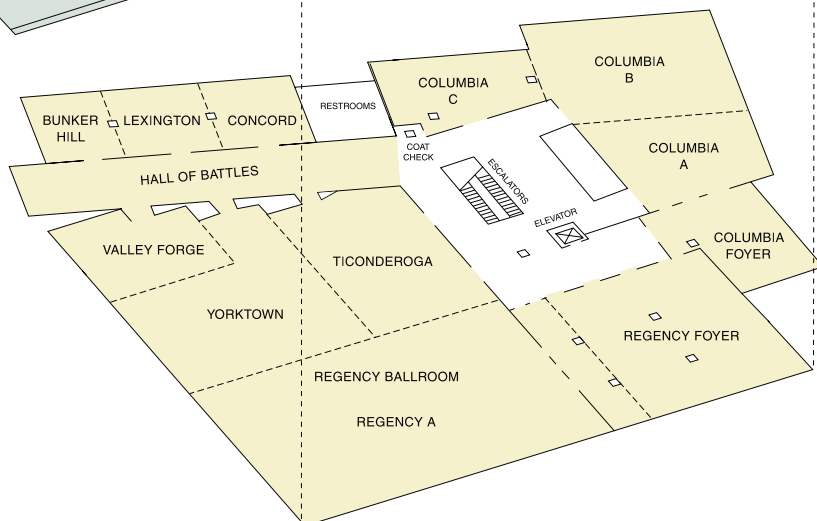 COLUMBIA
B
COLUMBIA
C
RESTROOMS
BUNKER
HILL
LEXINGTON
CONCORD
COAT
CHECK
COLUMBIA
A
HALL OF BATTLES
ESCALATORS
ELEVATOR
VALLEY FORGE
TICONDEROGA
COLUMBIA
FOYER
YORKTOWN
REGENCY FOYER
REGENCY BALLROOM
REGENCY A